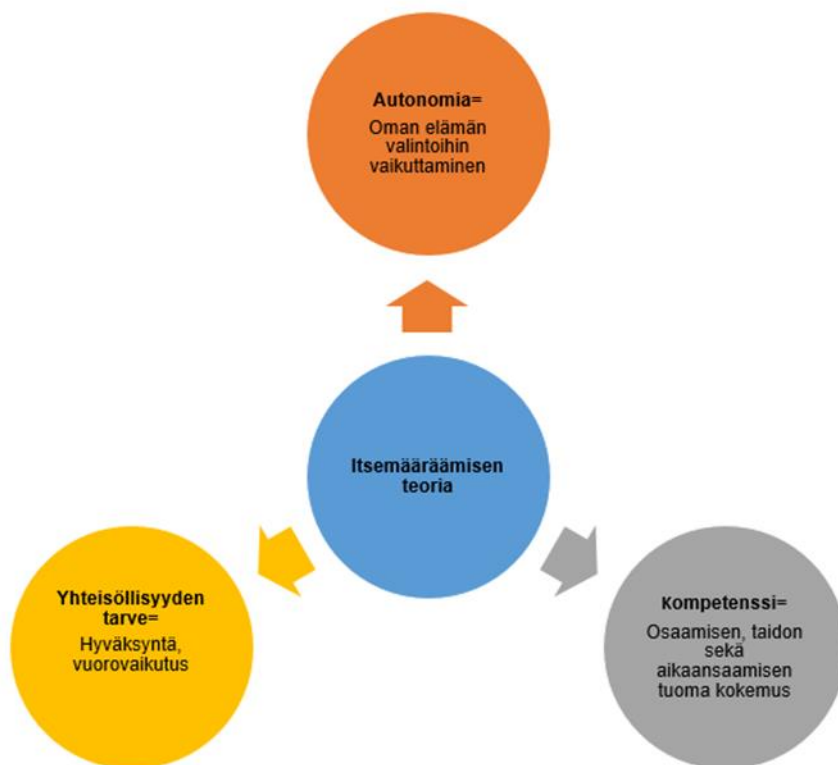 Autonomia=
Oman elämän
valintoihin
vaikuttaminen
Itsemääräämisen
teoria
Yhteisöllisyyden
tarve=
Hyväksyntä,
vuorovaikutus
Kompetenssi=
Osaamisen, taidon
sekä
aikaansaamisen
tuoma kokemus